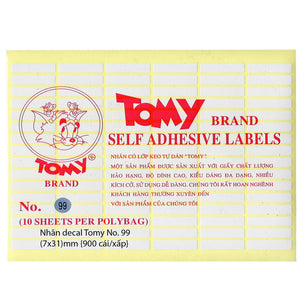 TOMY BRAND
SELF ADHESIVE LABELS
NHÃN CÓ LỚP KEO TỰ DÁN "TOMY"
MỘT SẢN PHẨM ĐƯỢC SẢN XUẤT VỚI GIẤY CHẤT LƯỢNG
HẢO HẠNG, ĐỘ DÍNH CAO, KIỂU DÁNG ĐA DẠNG, NHIỀU
KÍCH CỠ, SỬ DỤNG DỄ DÀNG. CHÚNG TÔI RẤT HOAN NGHÊNH
KHÁCH HÀNG THƯỜNG XUYÊN ĐẾN
VỚI SẢN PHẨM CỦA CHÚNG TÔI
TOMY
BRAND
No. 99
(10 SHEETS PER POLYBAG)
Nhãn decal Tomy No. 99
(7x31)mm {900 cái/xấp}